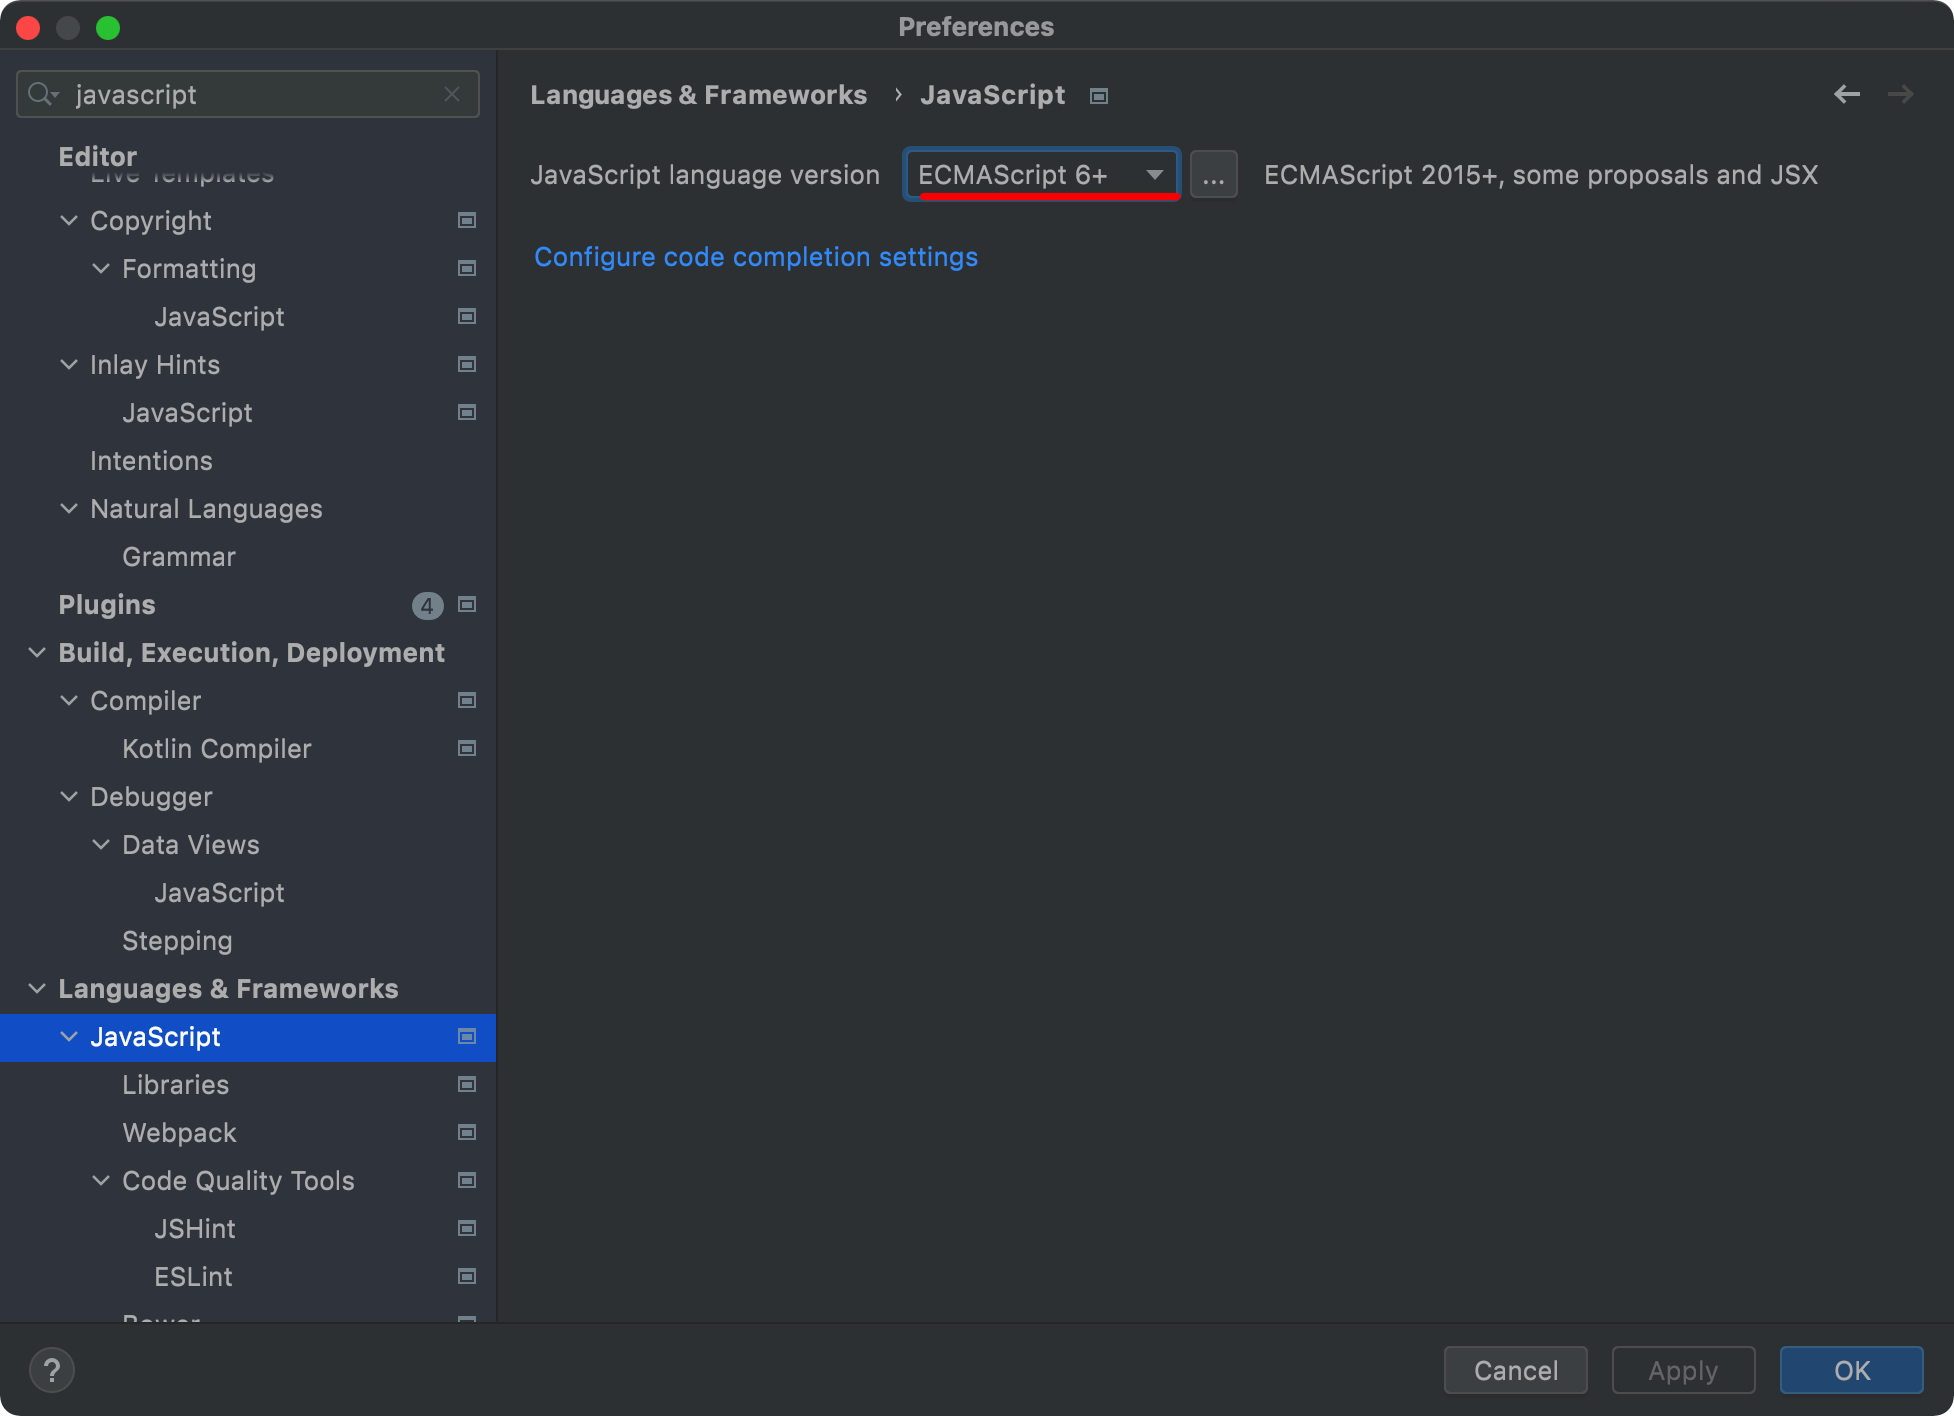 Preferences
javascript
Editor
Live Templates
Copyright
Formatting
JavaScript
Inlay Hints
JavaScript
Intentions
Natural Languages
Grammar
Plugins 4
Build, Execution, Deployment
Compiler
Kotlin Compiler
Debugger
Data Views
JavaScript
Stepping
Languages & Frameworks
JavaScript
Libraries
Webpack
Code Quality Tools
JSHint
ESLint
Bower
Languages & Frameworks › JavaScript
JavaScript language version ECMAScript 6+ ... ECMAScript 2015+, some proposals and JSX
Configure code completion settings
?
Cancel Apply OK